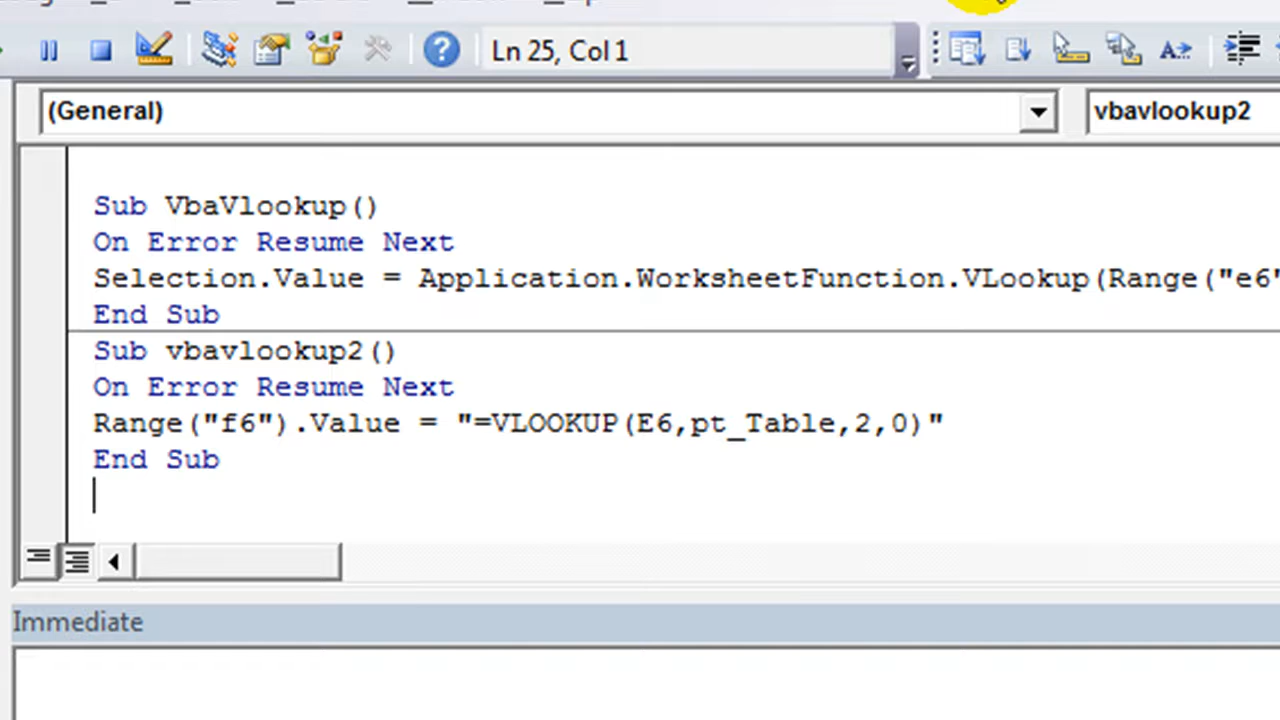 Ln 25, Col 1
(General)
vbavlookup2
Sub VbaVlookup()
On Error Resume Next
Selection.Value = Application.WorksheetFunction.VLookup(Range("e6"
End Sub
Sub vbavlookup2()
On Error Resume Next
Range("f6").Value = "=VLOOKUP(E6,pt_Table,2,0)"
End Sub
Immediate